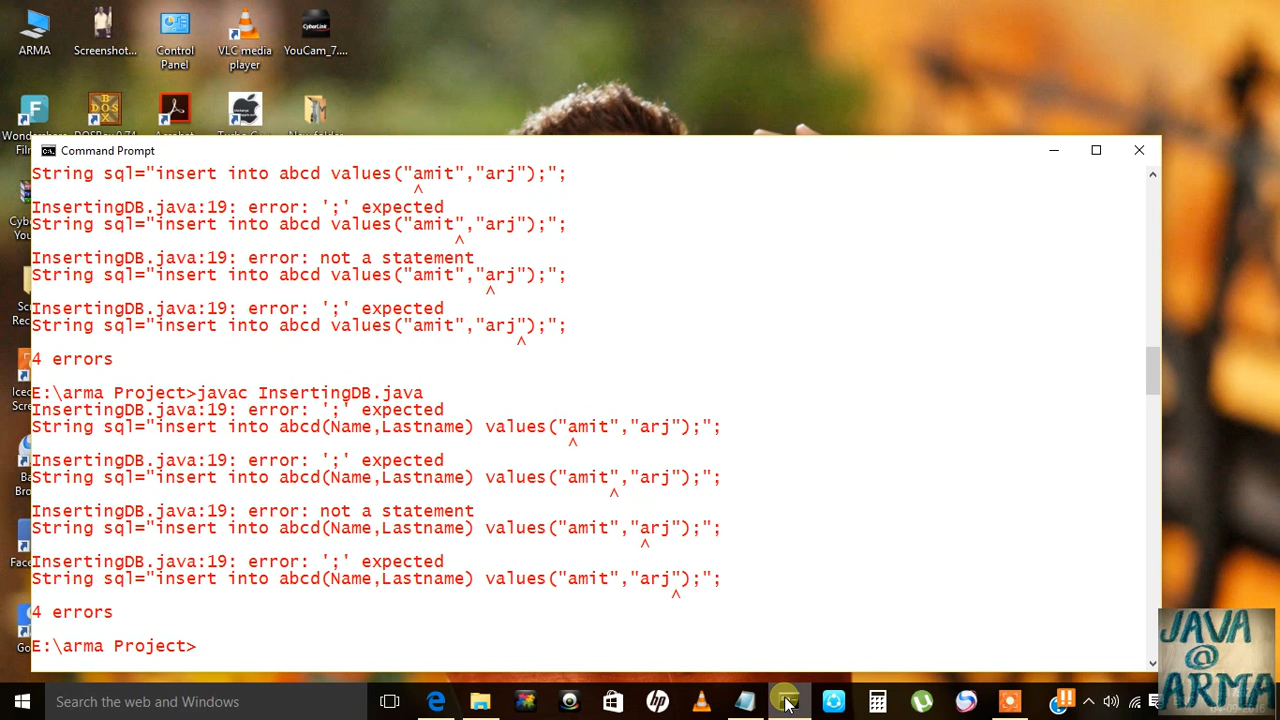 ARMA
Screenshot...
Control Panel
VLC media player
YouCam_7....
CyberLink
Command Prompt
String sql="insert into abcd values("amit","arj");";
^
InsertingDB.java:19: error: ';' expected
String sql="insert into abcd values("amit","arj");";
^
InsertingDB.java:19: error: not a statement
String sql="insert into abcd values("amit","arj");";
^
InsertingDB.java:19: error: ';' expected
String sql="insert into abcd values("amit","arj");";
^
4 errors
E:\arma Project>javac InsertingDB.java
InsertingDB.java:19: error: ';' expected
String sql="insert into abcd(Name,Lastname) values("amit","arj");";
^
InsertingDB.java:19: error: ';' expected
String sql="insert into abcd(Name,Lastname) values("amit","arj");";
^
InsertingDB.java:19: error: not a statement
String sql="insert into abcd(Name,Lastname) values("amit","arj");";
^
InsertingDB.java:19: error: ';' expected
String sql="insert into abcd(Name,Lastname) values("amit","arj");";
^
4 errors
E:\arma Project>
JAVA
@
ARMA
Search the web and Windows